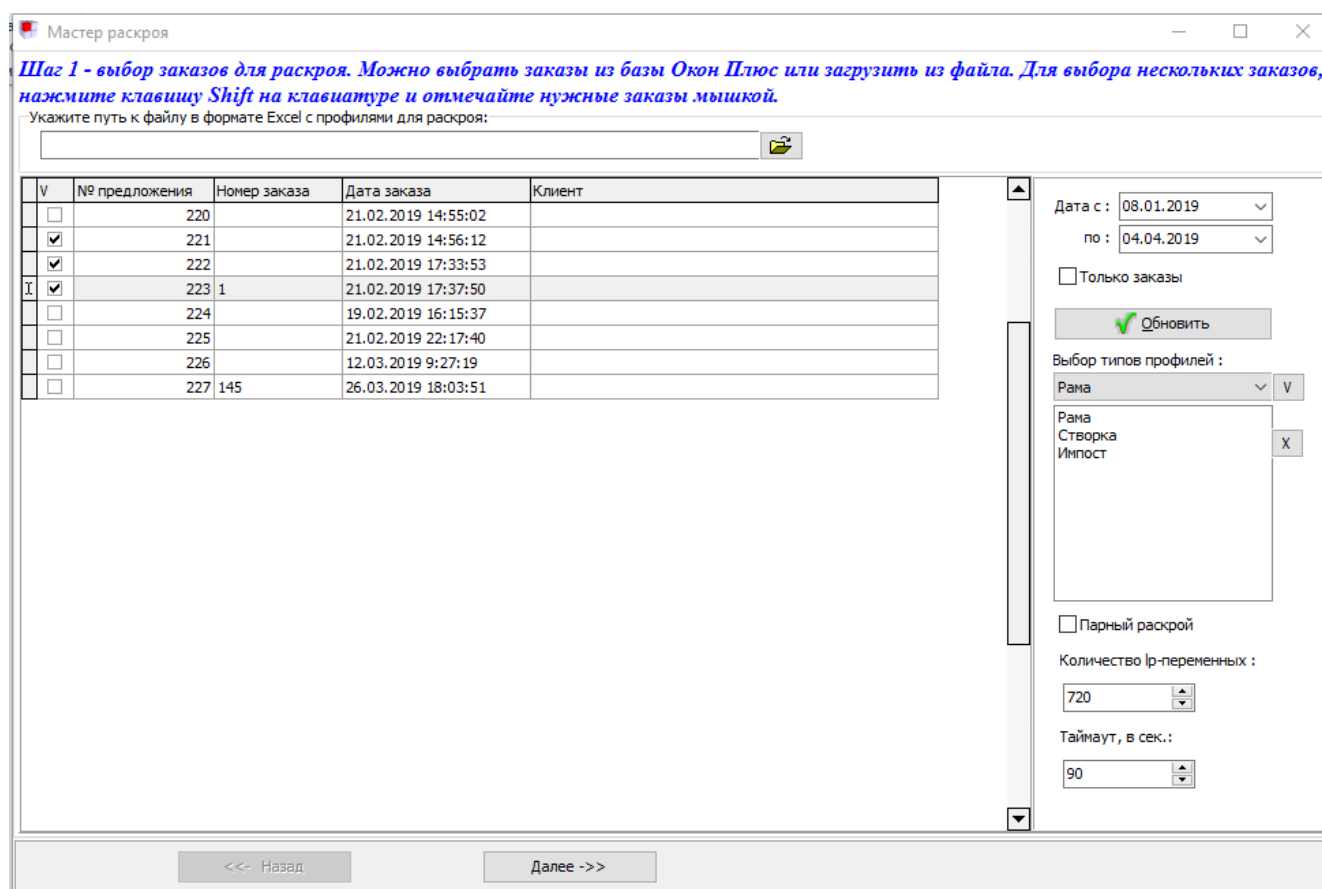 Мастер раскроя
Шаг 1 - выбор заказов для раскроя. Можно выбрать заказы из базы Окон Плюс или загрузить из файла. Для выбора нескольких заказов,
нажмите клавишу Shift на клавиатуре и отмечайте нужные заказы мышкой.
Укажите путь к файлу в формате Excel с профилями для раскроя:
V № предложения Номер заказа Дата заказа Клиент
220 21.02.2019 14:55:02
221 21.02.2019 14:56:12
222 21.02.2019 17:33:53
223 1 21.02.2019 17:37:50
224 19.02.2019 16:15:37
225 21.02.2019 22:17:40
226 12.03.2019 9:27:19
227 145 26.03.2019 18:03:51
Дата с : 08.01.2019
по : 04.04.2019
Только заказы
Обновить
Выбор типов профилей :
Рама V
Рама
Створка
X
Импост
Парный раскрой
Количество lp-переменных :
720
Таймаут, в сек.:
90
<<- Назад Далее ->>